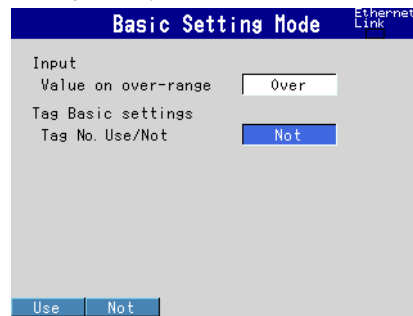 Basic Setting Mode
Ethernet
Link
Input
Value on over-range Over
Tag Basic settings
Tag No. Use/Not Not
Use Not